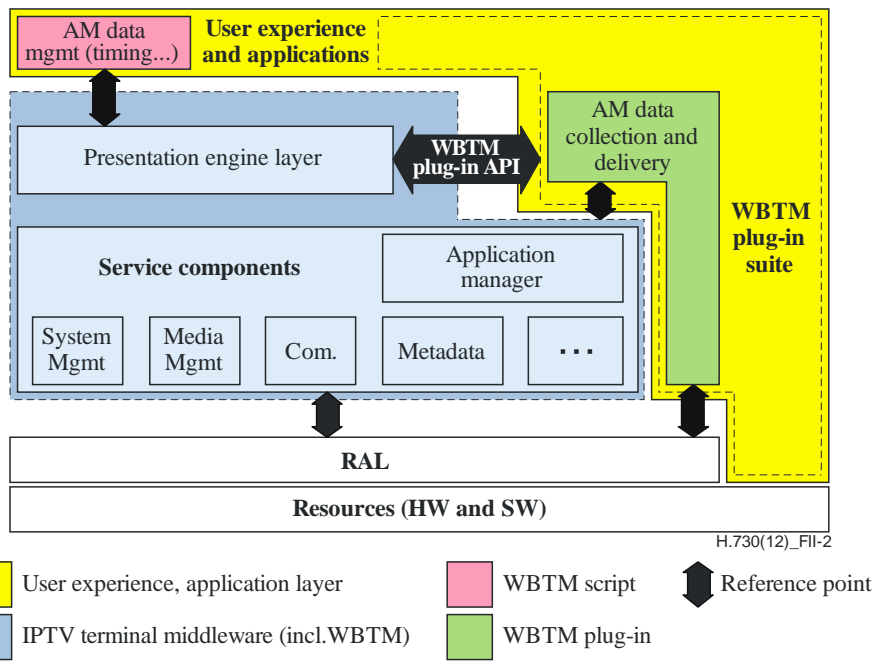 AM data
mgmt (timing...)
User experience
and applications
AM data
collection and
delivery
Presentation engine layer
WBTM
plug-in API
WBTM
plug-in
suite
Service components
Application
manager
System
Mgmt
Media
Mgmt
Com.
Metadata
...
RAL
Resources (HW and SW)
H.730(12)_FII-2
User experience, application layer
WBTM script
Reference point
IPTV terminal middleware (incl.WBTM)
WBTM plug-in